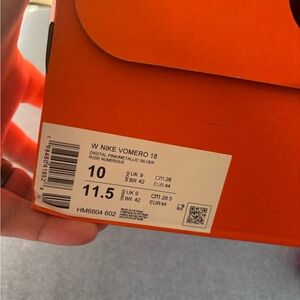 W NIKE VOMERO 18
DIGITAL PINK/METALLIC SILVER
ROSE NUMERIQUE
10
UK 9
BR 42
CM 28
EUR 44
11.5
UK 9
BR 42
CM 28.5
EUR 44
HM6804 602